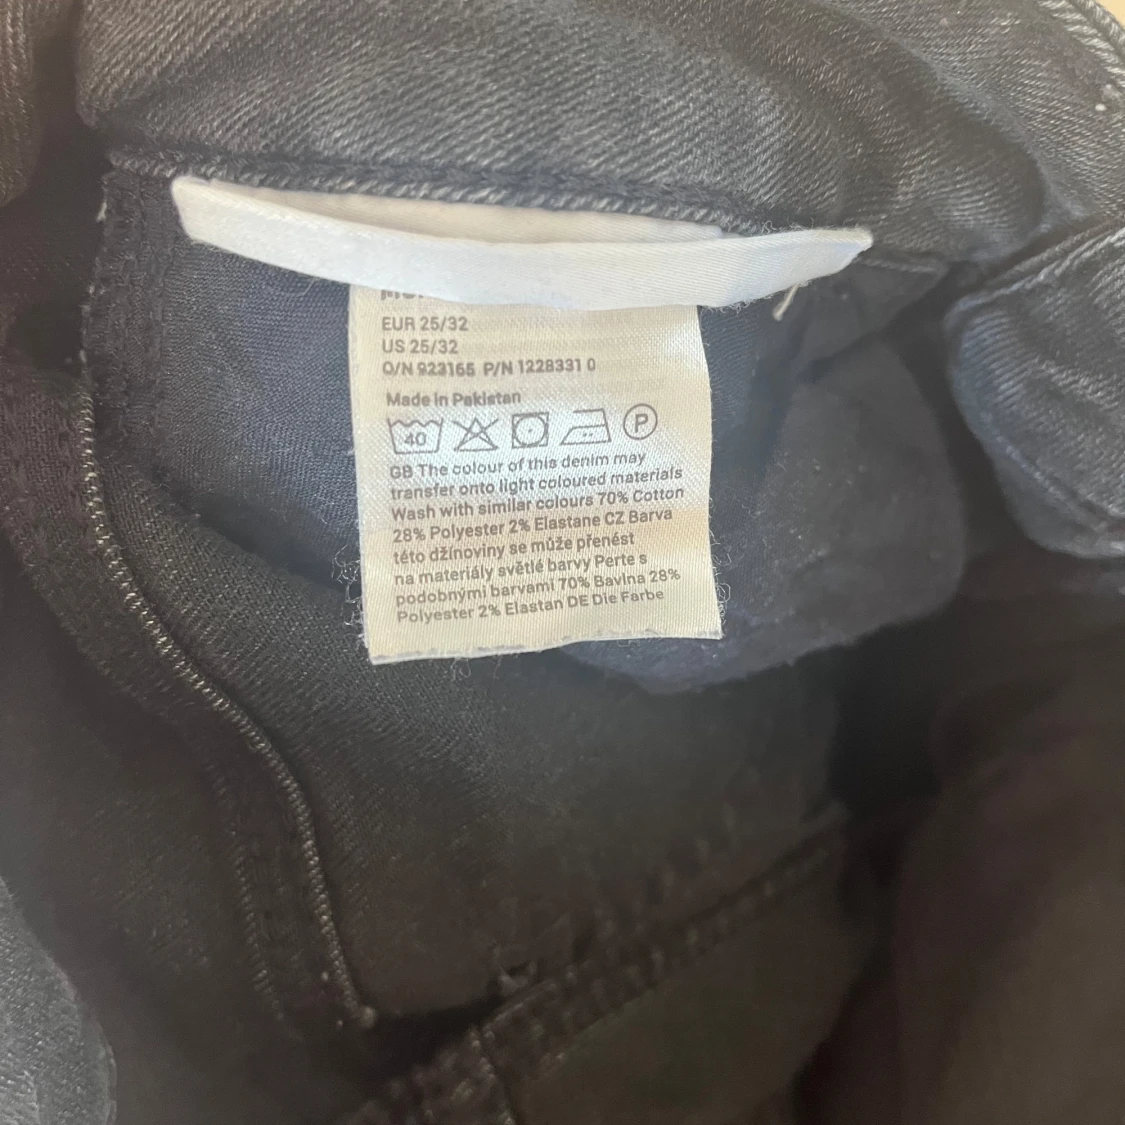 EUR 25/32
US 25/32
O/N 923165 P/N 1228331 0
Made in Pakistan
40 P
GB The colour of this denim may
transfer onto light coloured materials
Wash with similar colours 70% Cotton
28% Polyester 2% Elastane CZ Barva
této džínoviny se může přenést
na materiály světlé barvy Perte s
podobnými barvami 70% Bavlna 28%
Polyester 2% Elastan DE Die Farbe